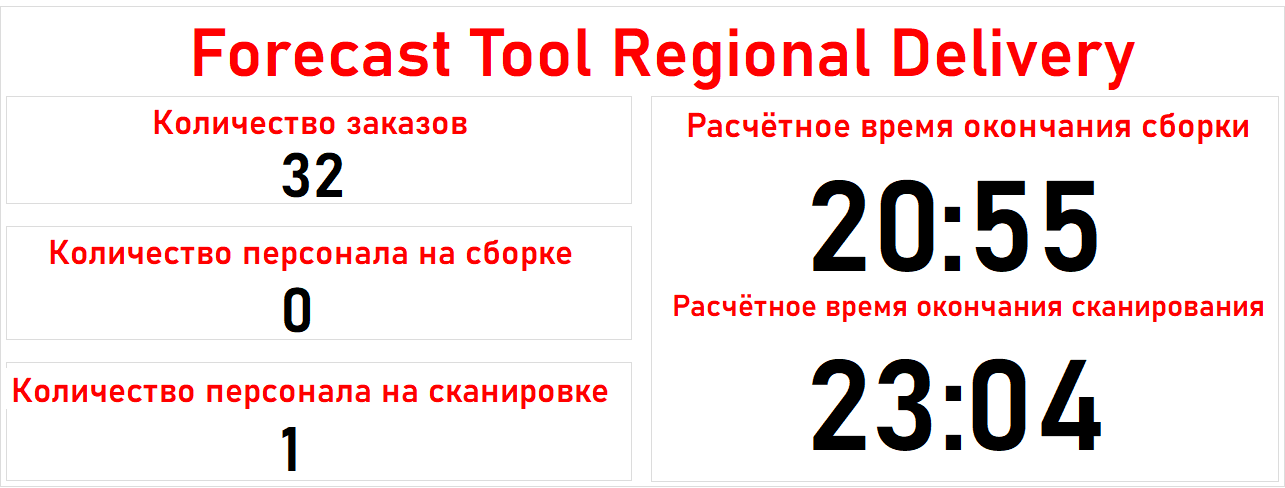 Forecast Tool Regional Delivery
Количество заказов
32
Количество персонала на сборке
0
Количество персонала на сканировке
1
Расчётное время окончания сборки
20:55
Расчётное время окончания сканирования
23:04